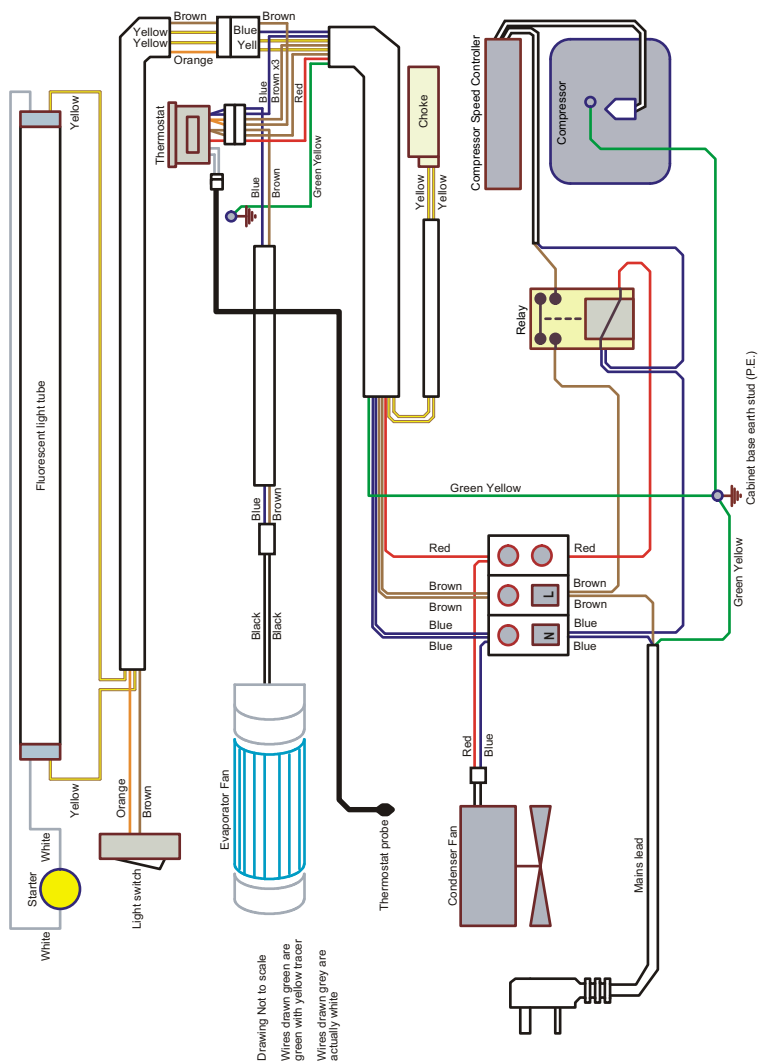 Brown
Yellow
Yellow
Orange
Blue
Yell
Brown
Blue
Brown x3
Red
Yellow
Fluorescent light tube
Thermostat
Blue
Brown
Green Yellow
Choke
Yellow
Yellow
Compressor Speed Controller
Compressor
Relay
Cabinet base earth stud (P.E.)
Green Yellow
Green Yellow
Blue
Brown
Black
Black
Red
Brown
Brown
Blue
Blue
L
N
Red
Brown
Brown
Blue
Blue
Red
Blue
Evaporator Fan
Thermostat probe
Condenser Fan
Mains lead
Yellow
Orange
Brown
White
Light switch
Starter
White
Drawing Not to scale
Wires drawn green are
green with yellow tracer
Wires drawn grey are
actually white